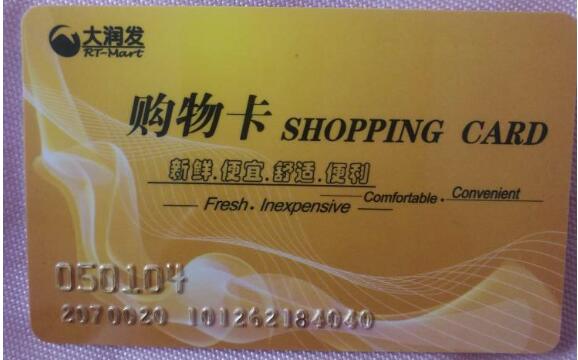 大润发
RT-Mart
购物卡 SHOPPING CARD
新鲜.便宜.舒适.便利
Fresh. Inexpensive Comfortable. Convenient
050104
2070020 101262184040